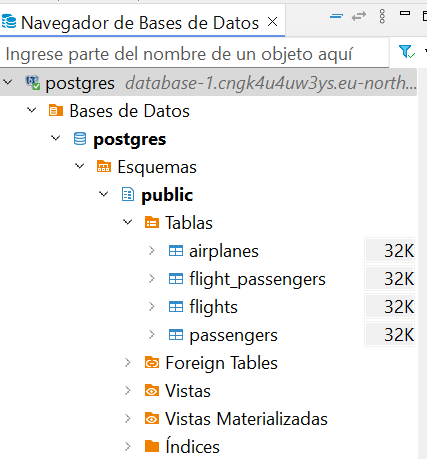 Navegador de Bases de Datos
Ingrese parte del nombre de un objeto aquí
postgres database-1.cngk4u4uw3ys.eu-north...
Bases de Datos
postgres
Esquemas
public
Tablas
airplanes 32K
flight_passengers 32K
flights 32K
passengers 32K
Foreign Tables
Vistas
Vistas Materializadas
Índices